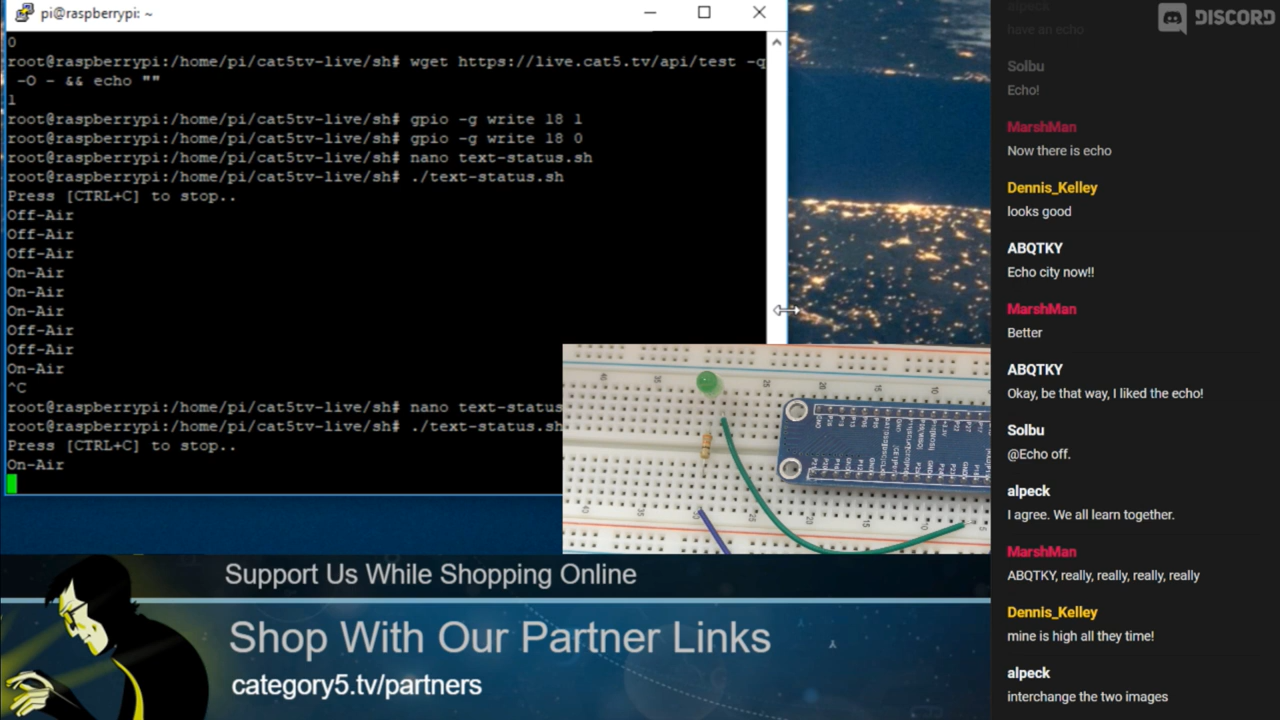 pi@raspberrypi: ~
0
root@raspberrypi:/home/pi/cat5tv-live/sh# wget https://live.cat5.tv/api/test -q
-O - && echo ""
1
root@raspberrypi:/home/pi/cat5tv-live/sh# gpio -g write 18 1
root@raspberrypi:/home/pi/cat5tv-live/sh# gpio -g write 18 0
root@raspberrypi:/home/pi/cat5tv-live/sh# nano text-status.sh
root@raspberrypi:/home/pi/cat5tv-live/sh# ./text-status.sh
Press [CTRL+C] to stop..
Off-Air
Off-Air
Off-Air
On-Air
On-Air
On-Air
Off-Air
Off-Air
On-Air
^C
root@raspberrypi:/home/pi/cat5tv-live/sh# nano text-status
root@raspberrypi:/home/pi/cat5tv-live/sh# ./text-status.sh
Press [CTRL+C] to stop..
On-Air
Support Us While Shopping Online
Shop With Our Partner Links
category5.tv/partners
DISCORD
alpeck
have an echo
Solbu
Echo!
MarshMan
Now there is echo
Dennis_Kelley
looks good
ABQTKY
Echo city now!!
MarshMan
Better
ABQTKY
Okay, be that way, I liked the echo!
Solbu
@Echo off.
alpeck
I agree. We all learn together.
MarshMan
ABQTKY, really, really, really, really
Dennis_Kelley
mine is high all they time!
alpeck
interchange the two images